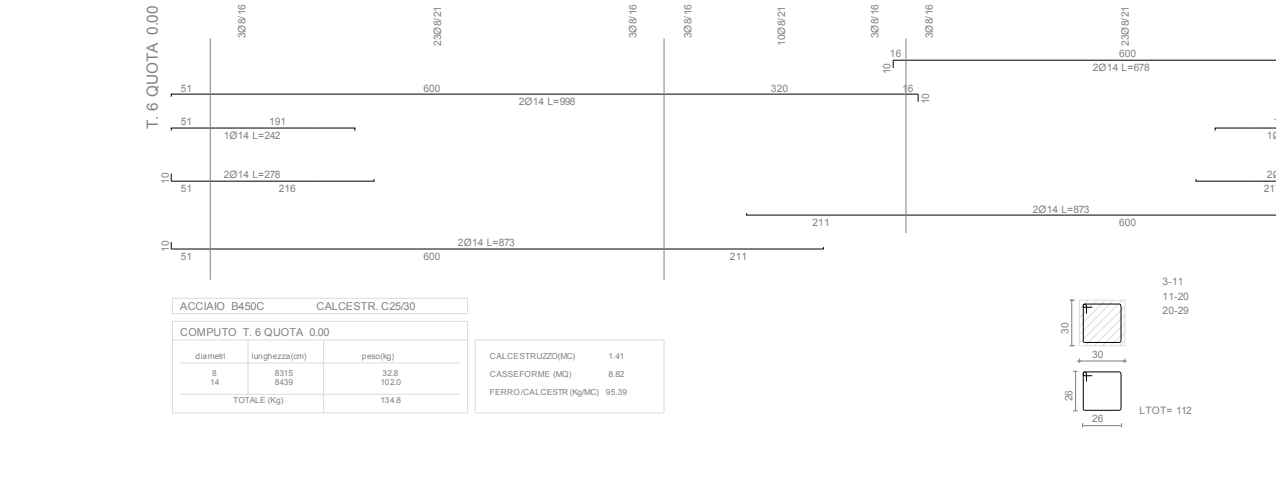 T. 6 QUOTA 0.00
3Ø8/16
23Ø8/21
3Ø8/16
3Ø8/16
10Ø8/21
3Ø8/16
3Ø8/16
23Ø8/21
16 600
10 2Ø14 L=678
51 600 320 16
2Ø14 L=998 10
51 191
1Ø14 L=242
10 2Ø14 L=278
51 216
2Ø14 L=873
211 600
10 2Ø14 L=873
51 600 211
ACCIAIO B450C CALCESTR. C25/30
COMPUTO T. 6 QUOTA 0.00
diametri lunghezza(cm) peso(kg)
8 8315 32.8
14 8439 102.0
TOTALE (Kg) 134.8
CALCESTRUZZO(MC) 1.41
CASSEFORME (MQ) 8.82
FERRO/CALCESTR(Kg/MC) 95.39
3-11
11-20
20-29
30
30
26
26
LTOT= 112